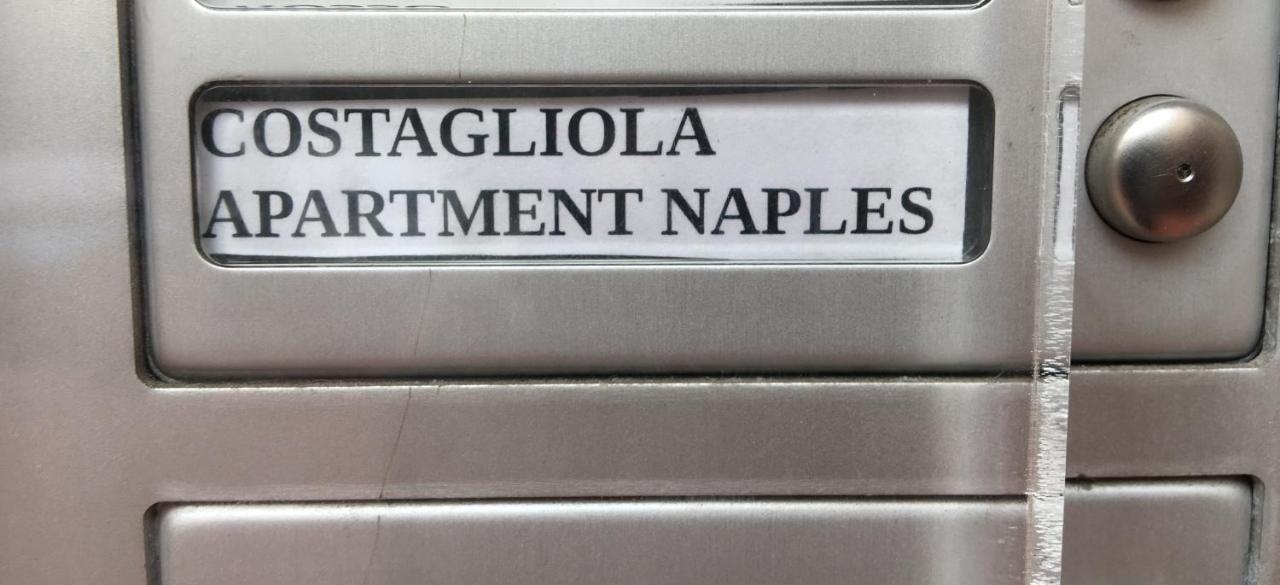 COSTAGLIOLA
APARTMENT NAPLES